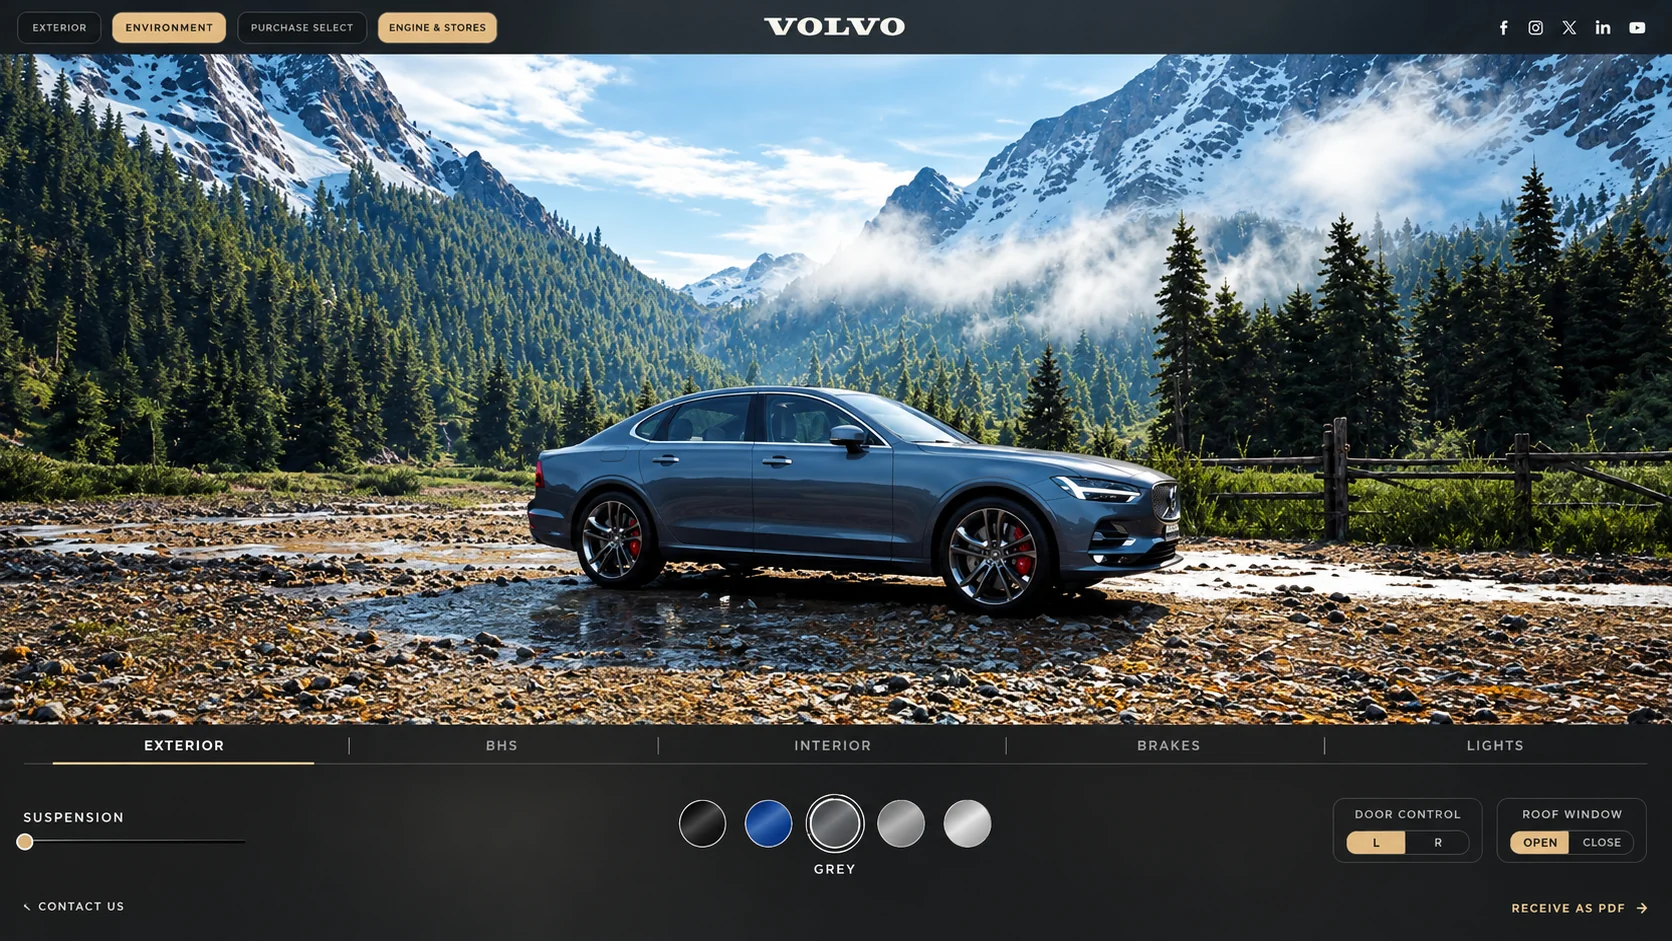 EXTERIOR
ENVIRONMENT
PURCHASE SELECT
ENGINE & STORES
VOLVO
EXTERIOR
BHS
INTERIOR
BRAKES
LIGHTS
SUSPENSION
GREY
DOOR CONTROL
L
R
ROOF WINDOW
OPEN
CLOSE
CONTACT US
RECEIVE AS PDF